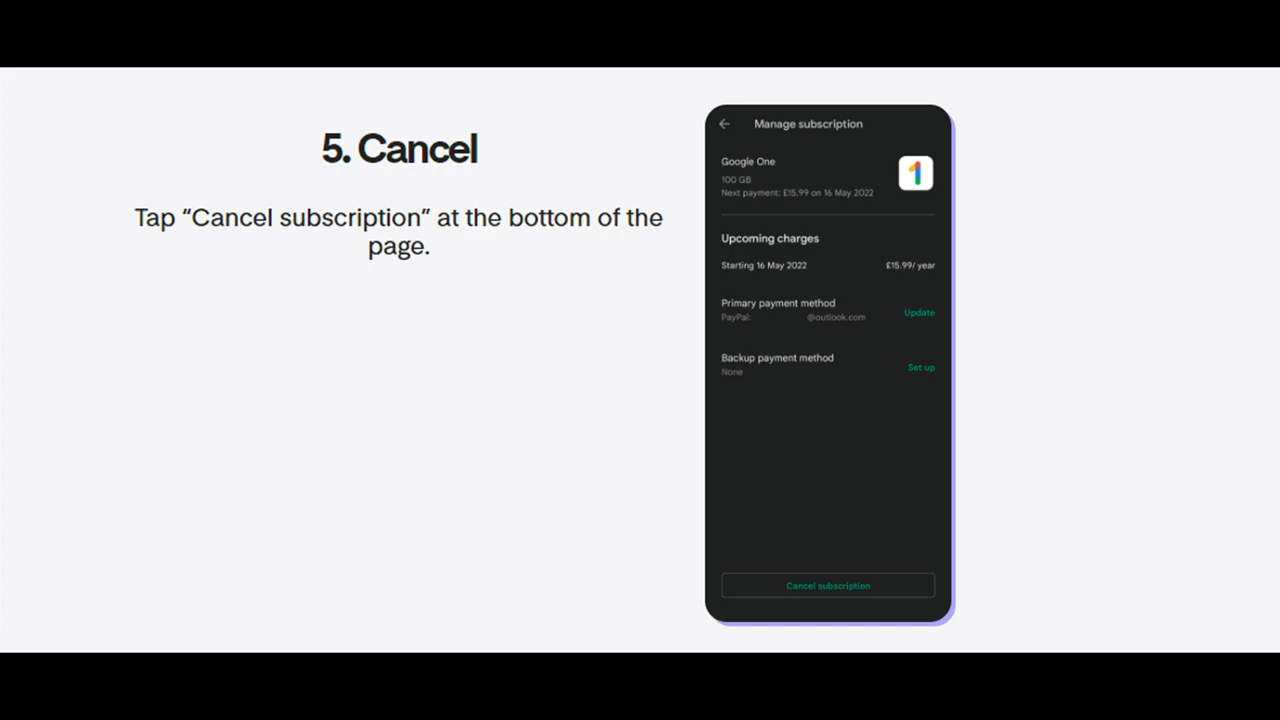 5. Cancel
Tap “Cancel subscription” at the bottom of the
page.
Manage subscription
Google One
100 GB
Next payment: £15.99 on 16 May 2022
Upcoming charges
Starting 16 May 2022 £15.99/ year
Primary payment method
PayPal: @outlook.com
Update
Backup payment method
None
Set up
Cancel subscription